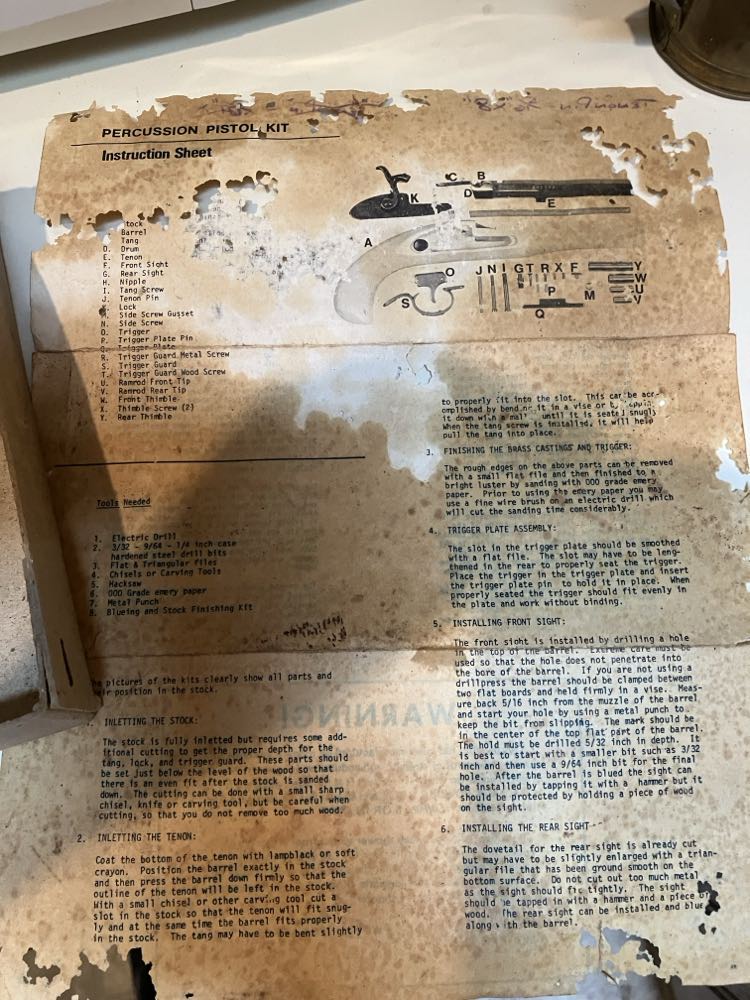 PERCUSSION PISTOL KIT
Instruction Sheet
K
C
B
D
E
A
O
J N I G T R X F
Y
W
U
V
P
M
S
Q
Stock
Barrel
Tang
D. Drum
E. Tenon
F. Front Sight
G. Rear Sight
H. Nipple
I. Tang Screw
J. Tenon Pin
K. Lock
M. Side Screw Gusset
N. Side Screw
O. Trigger
P. Trigger Plate Pin
Q. Trigger Plate
R. Trigger Guard Metal Screw
S. Trigger Guard
T. Trigger Guard Wood Screw
U. Ramrod Front Tip
V. Ramrod Rear Tip
W. Front Thimble
X. Thimble Screw (2)
Y. Rear Thimble
Tools Needed
1. Electric Drill
2. 3/32 - 9/64 - 1/4 inch case
hardened steel drill bits
3. Flat & Triangular files
4. Chisels or Carving Tools
5. Hacksaw
6. 000 Grade emery paper
7. Metal Punch
8. Blueing and Stock Finishing Kit
he pictures of the kits clearly show all parts and
eir position in the stock.
1. INLETTING THE STOCK:
The stock is fully inletted but requires some add-
itional cutting to get the proper depth for the
tang, lock, and trigger guard. These parts should
be set just below the level of the wood so that
there is an even fit after the stock is sanded
down. The cutting can be done with a small sharp
chisel, knife or carving tool, but be careful when
cutting, so that you do not remove too much wood.
2. INLETTING THE TENON:
Coat the bottom of the tenon with lampblack or soft
crayon. Position the barrel exactly in the stock
and then press the barrel down firmly so that the
outline of the tenon will be left in the stock.
With a small chisel or other carving tool cut a
slot in the stock so that the tenon will fit snug-
ly and at the same time the barrel fits properly
in the stock. The tang may have to be bent slightly
to properly fit into the slot. This can be acc-
omplished by bending it in a vise or by
it down with a until it is seated snugly
When the tang screw is installed, it will help
pull the tang into place.
3. FINISHING THE BRASS CASTINGS AND TRIGGER:
The rough edges on the above parts can be removed
with a small flat file and then finished to a
bright luster by sanding with 000 grade emery
paper. Prior to using the emery paper you may
use a fine wire brush on an electric drill which
will cut the sanding time considerably.
4. TRIGGER PLATE ASSEMBLY:
The slot in the trigger plate should be smoothed
with a flat file. The slot may have to be leng-
thened in the rear to properly seat the trigger.
Place the trigger in the trigger plate and insert
the trigger plate pin to hold it in place. When
properly seated the trigger should fit evenly in
the plate and work without binding.
5. INSTALLING FRONT SIGHT:
The front sight is installed by drilling a hole
in the top of the barrel. Extreme care must be
used so that the hole does not penetrate into
the bore of the barrel. If you are not using a
drillpress the barrel should be clamped between
two flat boards and held firmly in a vise. Meas-
ure back 5/16 inch from the muzzle of the barrel
and start your hole by using a metal punch to
keep the bit from slipping. The mark should be
in the center of the top flat part of the barrel.
The hold must be drilled 5/32 inch in depth. It
is best to start with a smaller bit such as 3/32
inch and then use a 9/64 inch bit for the final
hole. After the barrel is blued the sight can
be installed by tapping it with a hammer but it
should be protected by holding a piece of wood
on the sight.
6. INSTALLING THE REAR SIGHT
The dovetail for the rear sight is already cut
but may have to be slightly enlarged with a trian-
gular file that has been ground smooth on the
bottom surface. Do not cut out too much metal
as the sight should fit tightly. The sight
should be tapped in with a hammer and a piece of
wood. The rear sight can be installed and blue
along with the barrel.
WARNING!